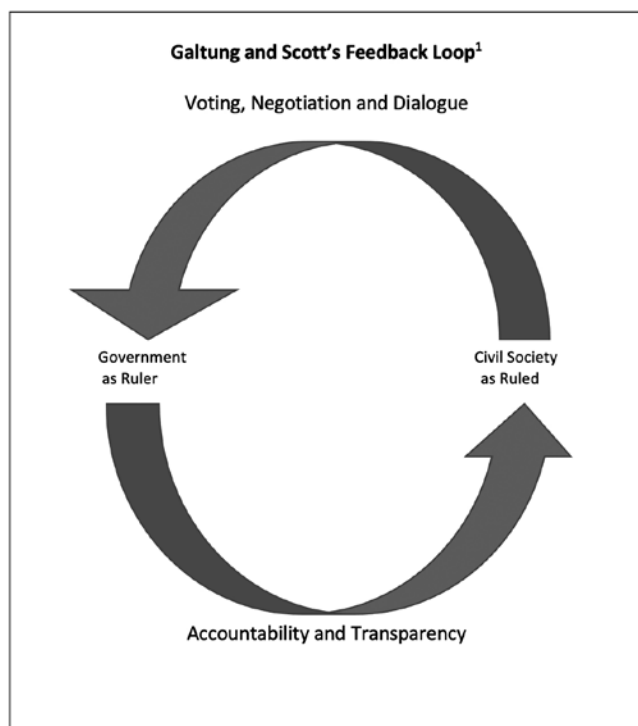 Galtung and Scott's Feedback Loop¹
Voting, Negotiation and Dialogue
Government
as Ruler
Civil Society
as Ruled
Accountability and Transparency